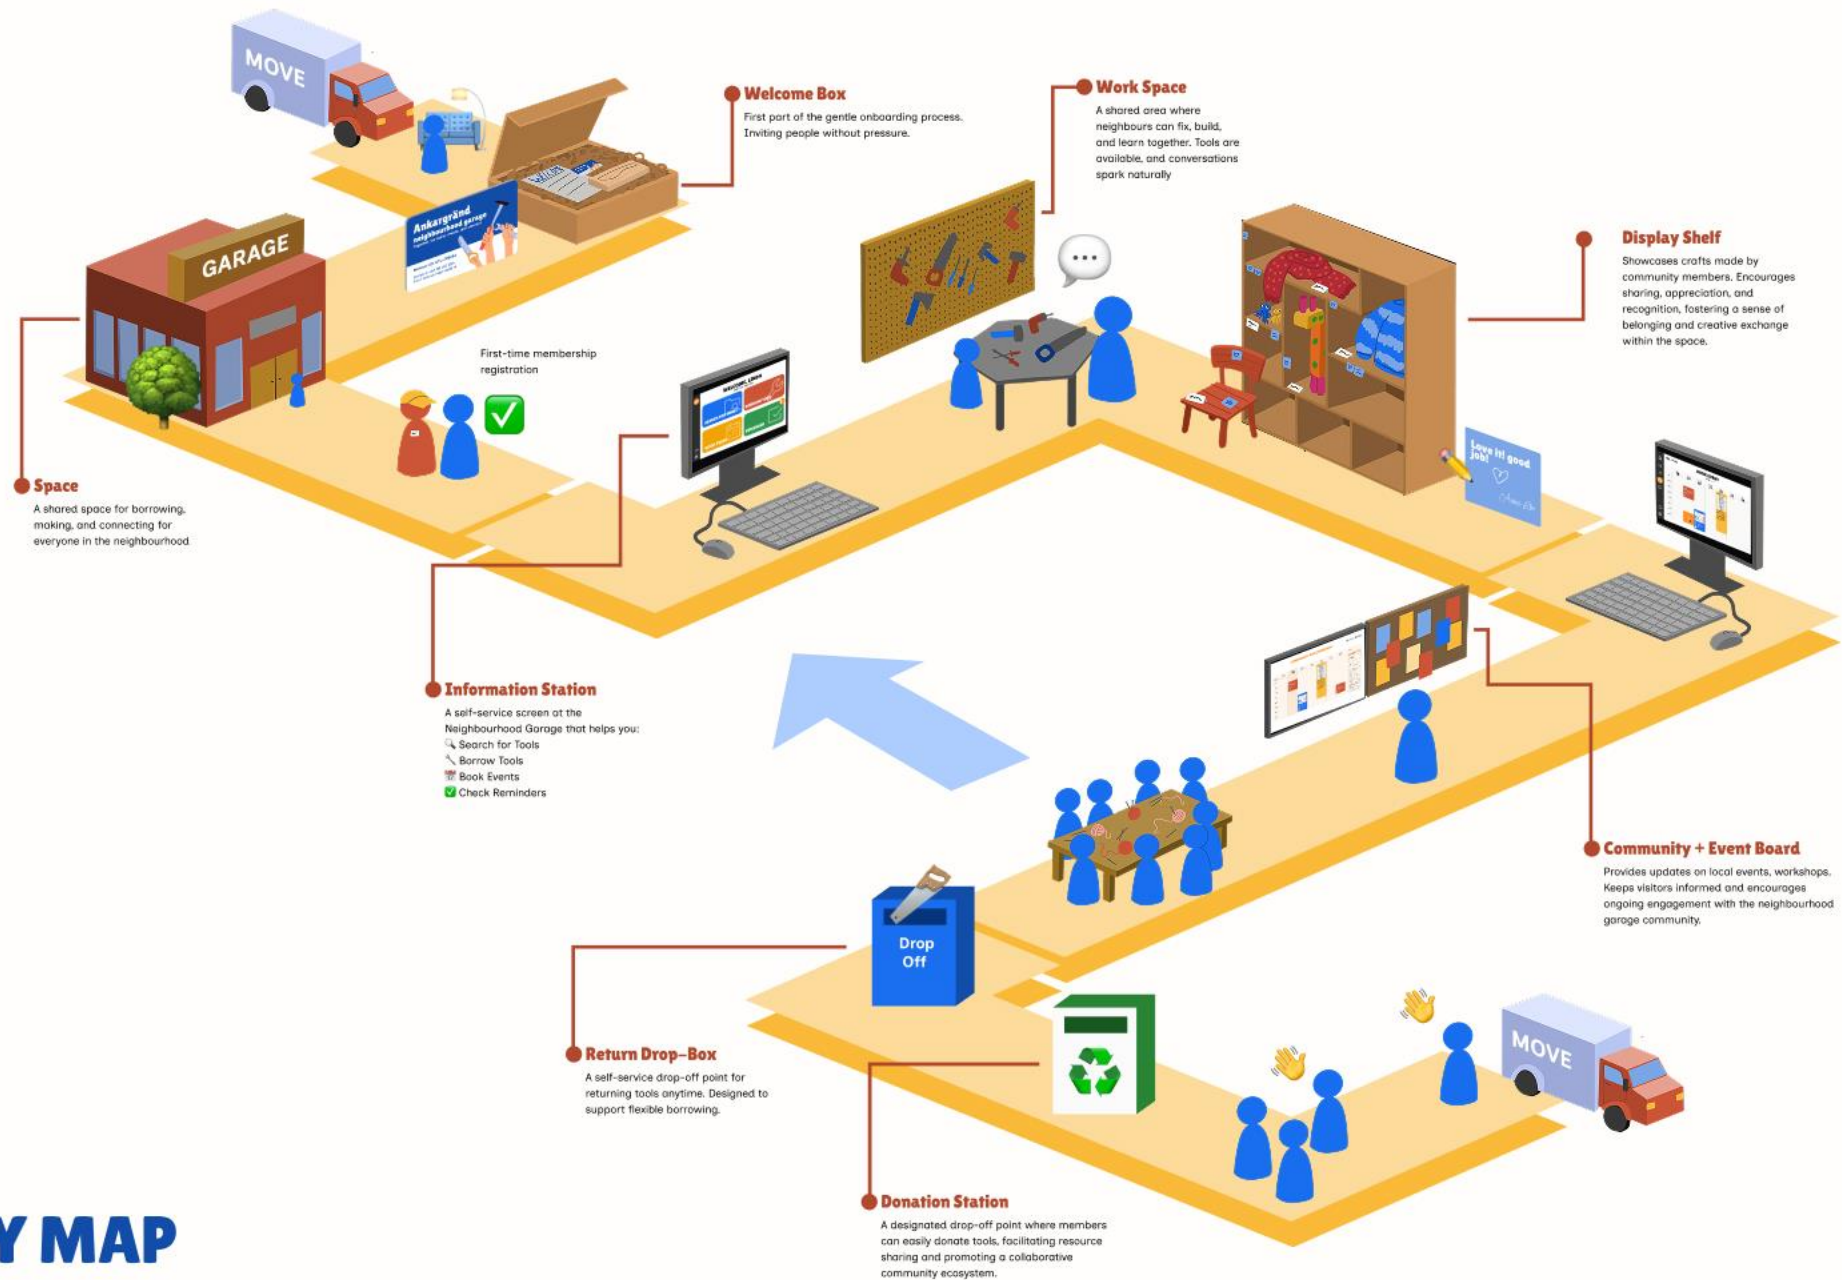 MOVE
Welcome Box
First part of the gentle onboarding process.
Inviting people without pressure.
Work Space
A shared area where
neighbours can fix, build,
and learn together. Tools are
available, and conversations
spark naturally
Ankargränd
neighbourhood garage
GARAGE
Display Shelf
Showcases crafts made by
community members. Encourages
sharing, appreciation, and
recognition, fostering a sense of
belonging and creative exchange
within the space.
First-time membership
registration
Love it! good
job!
Space
A shared space for borrowing,
making, and connecting for
everyone in the neighbourhood
Information Station
A self-service screen at the
Neighbourhood Garage that helps you:
🔍 Search for Tools
🔧 Borrow Tools
📅 Book Events
✅ Check Reminders
Community + Event Board
Provides updates on local events, workshops.
Keeps visitors informed and encourages
ongoing engagement with the neighbourhood
garage community.
Drop
Off
Return Drop-Box
A self-service drop-off point for
returning tools anytime. Designed to
support flexible borrowing.
MOVE
Donation Station
A designated drop-off point where members
can easily donate tools, facilitating resource
sharing and promoting a collaborative
community ecosystem.
Y MAP